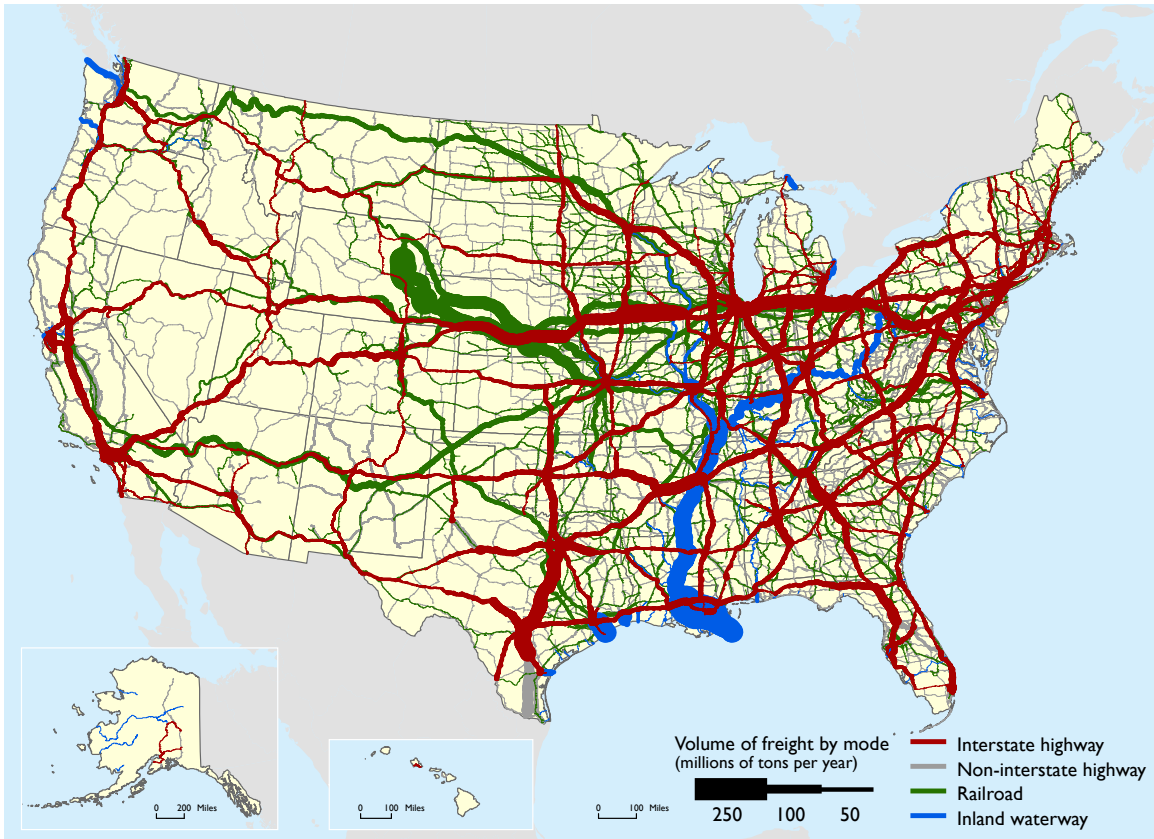 0 200 Miles
0 100 Miles
0 100 Miles
Volume of freight by mode
(millions of tons per year)
250 100 50
Interstate highway
Non-interstate highway
Railroad
Inland waterway